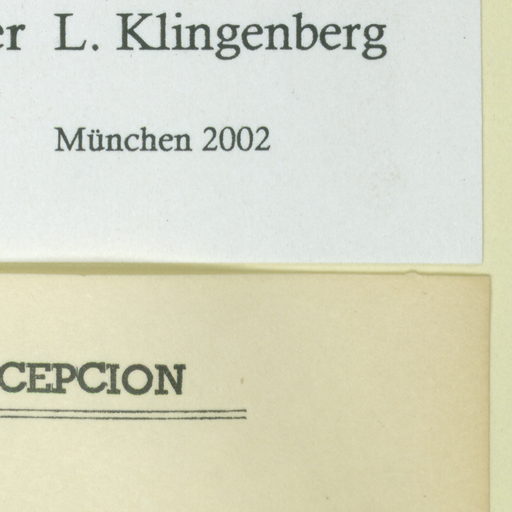 er L. Klingenberg
München 2002
CEPCION